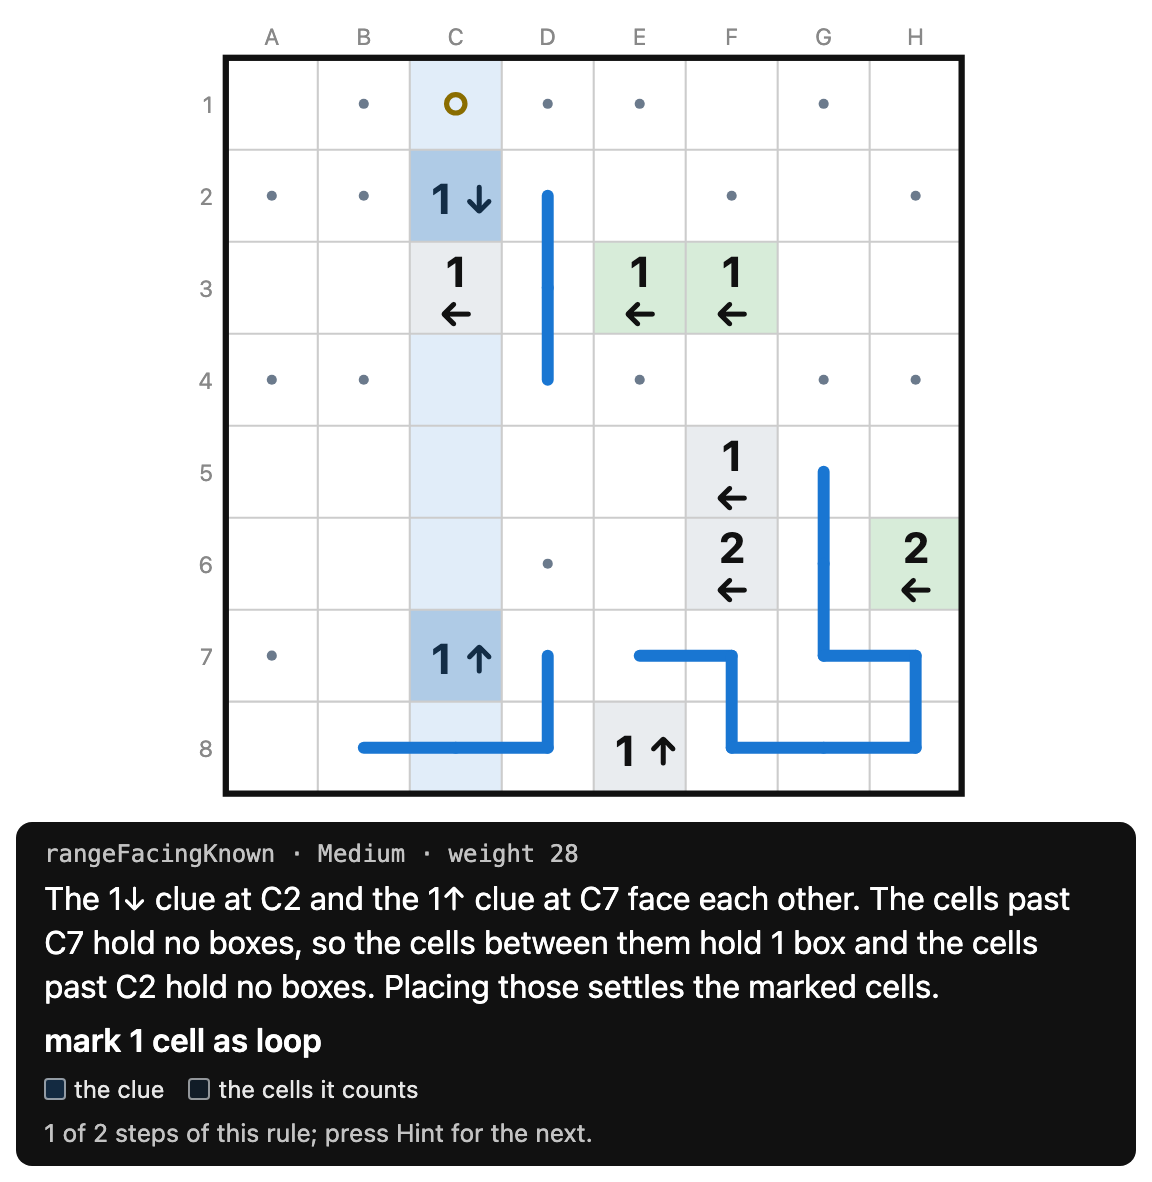 A B C D E F G H
1
2 1 ↓
3 1 ← 1 ← 1 ←
4
5 1 ←
6 2 ← 2 ←
7 1 ↑
8 1 ↑
rangeFacingKnown · Medium · weight 28
The 1↓ clue at C2 and the 1↑ clue at C7 face each other. The cells past
C7 hold no boxes, so the cells between them hold 1 box and the cells
past C2 hold no boxes. Placing those settles the marked cells.
mark 1 cell as loop
the clue the cells it counts
1 of 2 steps of this rule; press Hint for the next.